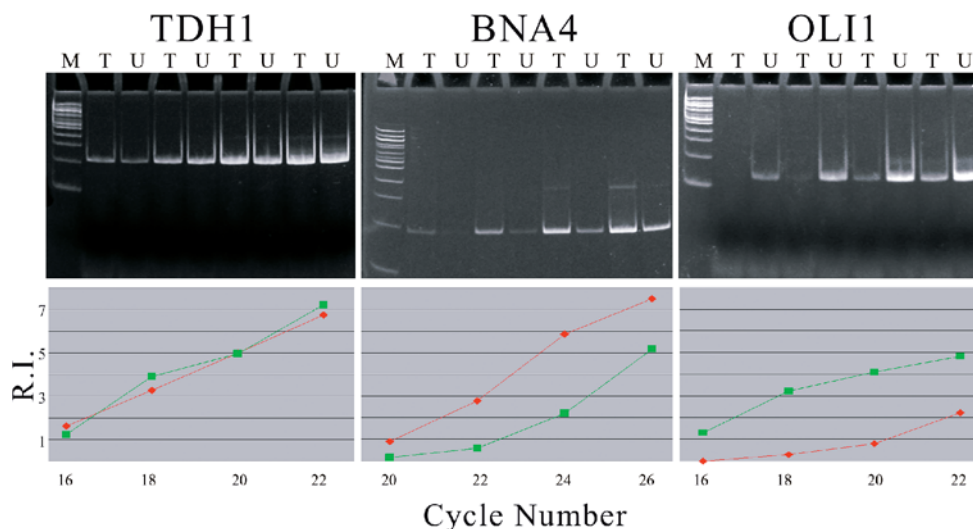 TDH1 BNA4 OLI1
M T U T U T U T U M T U T U T U T U M T U T U T U T U
R.I.
7
5
3
1
16 18 20 22 20 22 24 26 16 18 20 22
Cycle Number